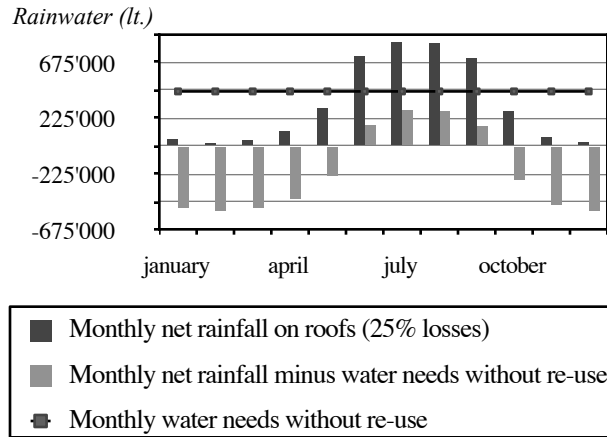 Rainwater (lt.)
675'000
225'000
-225'000
-675'000
january april july october
Monthly net rainfall on roofs (25% losses)
Monthly net rainfall minus water needs without re-use
Monthly water needs without re-use